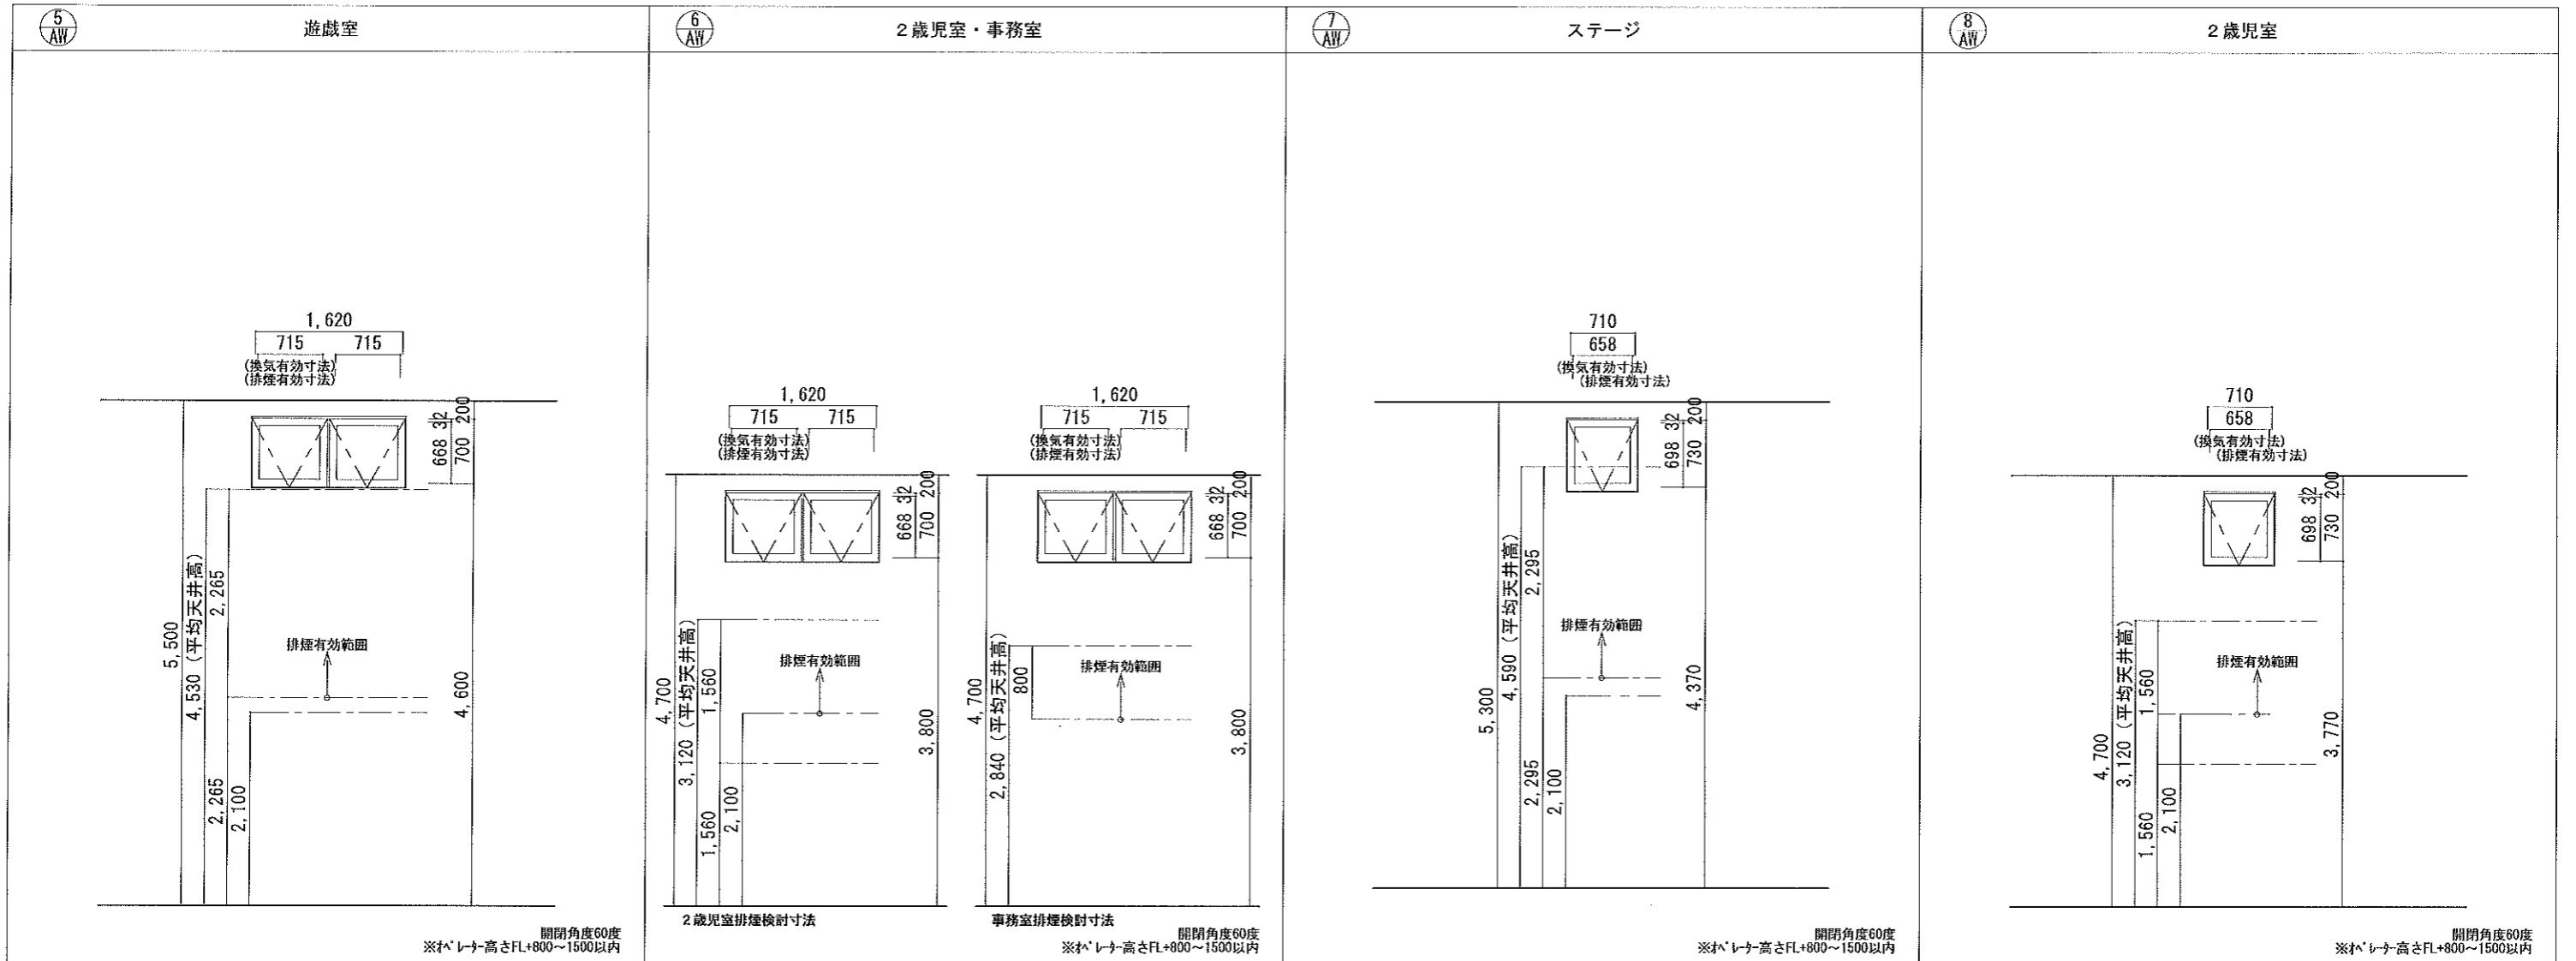 5
AW
遊戯室
1,620
715 715
(換気有効寸法)
(排煙有効寸法)
200
32
668
700
5,500
4,530 (平均天井高)
2,265
排煙有効範囲
4,600
2,265
2,100
開閉角度60度
※ｵﾍﾟﾚｰﾀｰ高さFL+800～1500以内
6
AW
2歳児室・事務室
1,620
715 715
(換気有効寸法)
(排煙有効寸法)
200
32
668
700
4,700
3,120 (平均天井高)
1,560
排煙有効範囲
3,800
1,560
2,100
2歳児室排煙検討寸法
1,620
715 715
(換気有効寸法)
(排煙有効寸法)
200
32
668
700
4,700
2,840 (平均天井高)
800
排煙有効範囲
3,800
事務室排煙検討寸法
開閉角度60度
※ｵﾍﾟﾚｰﾀｰ高さFL+800～1500以内
7
AW
ステージ
710
658
(換気有効寸法)
(排煙有効寸法)
200
32
698
730
5,300
4,590 (平均天井高)
2,295
排煙有効範囲
4,370
2,295
2,100
開閉角度60度
※ｵﾍﾟﾚｰﾀｰ高さFL+800～1500以内
8
AW
2歳児室
710
658
(換気有効寸法)
(排煙有効寸法)
200
32
698
730
4,700
3,120 (平均天井高)
1,560
排煙有効範囲
3,770
1,560
2,100
開閉角度60度
※ｵﾍﾟﾚｰﾀｰ高さFL+800～1500以内